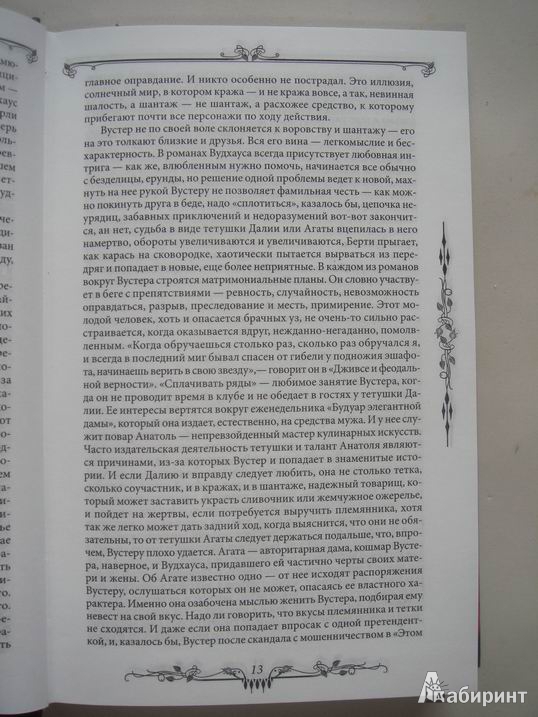 главное оправдание. И никто особенно не пострадал. Это иллюзия,
солнечный мир, в котором кража — и не кража вовсе, а так, невинная
шалость, а шантаж — не шантаж, а расхожее средство, к которому
прибегают почти все персонажи по ходу действия.
Вустер не по своей воле склоняется к воровству и шантажу — его
на это толкают близкие и друзья. Вся его вина — легкомыслие и бес-
характерность. В романах Вудхауса всегда присутствует любовная ин-
трига — как же, влюбленным нужно помочь, начинается все обычно
с безделицы, ерунды, но решение одной проблемы ведет к новой, мах-
нуть на нее рукой Вустеру не позволяет фамильная честь — как мож-
но покинуть друга в беде, надо «сплотиться», казалось бы, цепочка не-
урядиц, забавных приключений и недоразумений вот-вот закончит-
ся, ан нет, судьба в виде тетушки Далии или Агаты вцепилась в него
намертво, обороты увеличиваются и увеличиваются, Берти прыгает,
как карась на сковородке, хаотически пытается вырваться из перед-
ряг и попадает в новые, еще более неприятные. В каждом из романов
вокруг Вустера строятся матримониальные планы. Он словно участву-
ет в беге с препятствиями — ревность, случайность, невозможность
оправдаться, разрыв, преследование и месть, примирение. Этот мо-
лодой человек, хоть и опасается брачных уз, не очень-то сильно рас-
страивается, когда оказывается вдруг, нежданно-негаданно, помолв-
ленным. «Когда обручаешься столько раз, сколько обручался я,
и всегда в последний миг бывал спасен от гибели у подножия эшафо-
та, начинаешь верить в свою звезду»,— говорит он в «Дживсе и феодаль-
ной верности». «Сплачивать ряды» — любимое занятие Вустера, ко-
гда он не проводит время в клубе и не обедает в гостях у тетушки Да-
лии. Ее интересы вертятся вокруг еженедельника «Будуар элегантной
дамы», который она издает, естественно, на средства мужа. И у нее слу-
жит повар Анатоль — непревзойденный мастер кулинарных искусств.
Часто издательская деятельность тетушки и талант Анатоля являют-
ся причинами, из-за которых Вустер и попадает в знаменитые исто-
рии. И если Далию и вправду следует любить, она не столько тетка,
сколько соучастник, и в кражах, и в шантаже, надежный товарищ, ко-
торый может заставить украсть сливочник или жемчужное ожерелье,
и пойдет на жертвы, если потребуется выручить племянника, хотя
так же легко может дать задний ход, когда выяснится, что они не обя-
зательны, то от тетушки Агаты следует держаться подальше, что, впро-
чем, Вустеру плохо удается. Агата — авторитарная дама, кошмар Вусте-
ра, наверное, и Вудхауса, придавшего ей частично черты своих мате-
ри и жены. Об Агате известно одно — от нее исходят распоряжения
Вустеру, ослушаться которых он не может, опасаясь ее властного ха-
рактера. Именно она озабочена мыслью женить Вустера, подбирая ему
невест на свой вкус. Надо ли говорить, что вкусы племянника и тетки
не сходятся. И даже если она попадает впросак с одной претендент-
кой, и, казалось бы, Вустер после скандала с мошенничеством в «Этом
13
Лабиринт